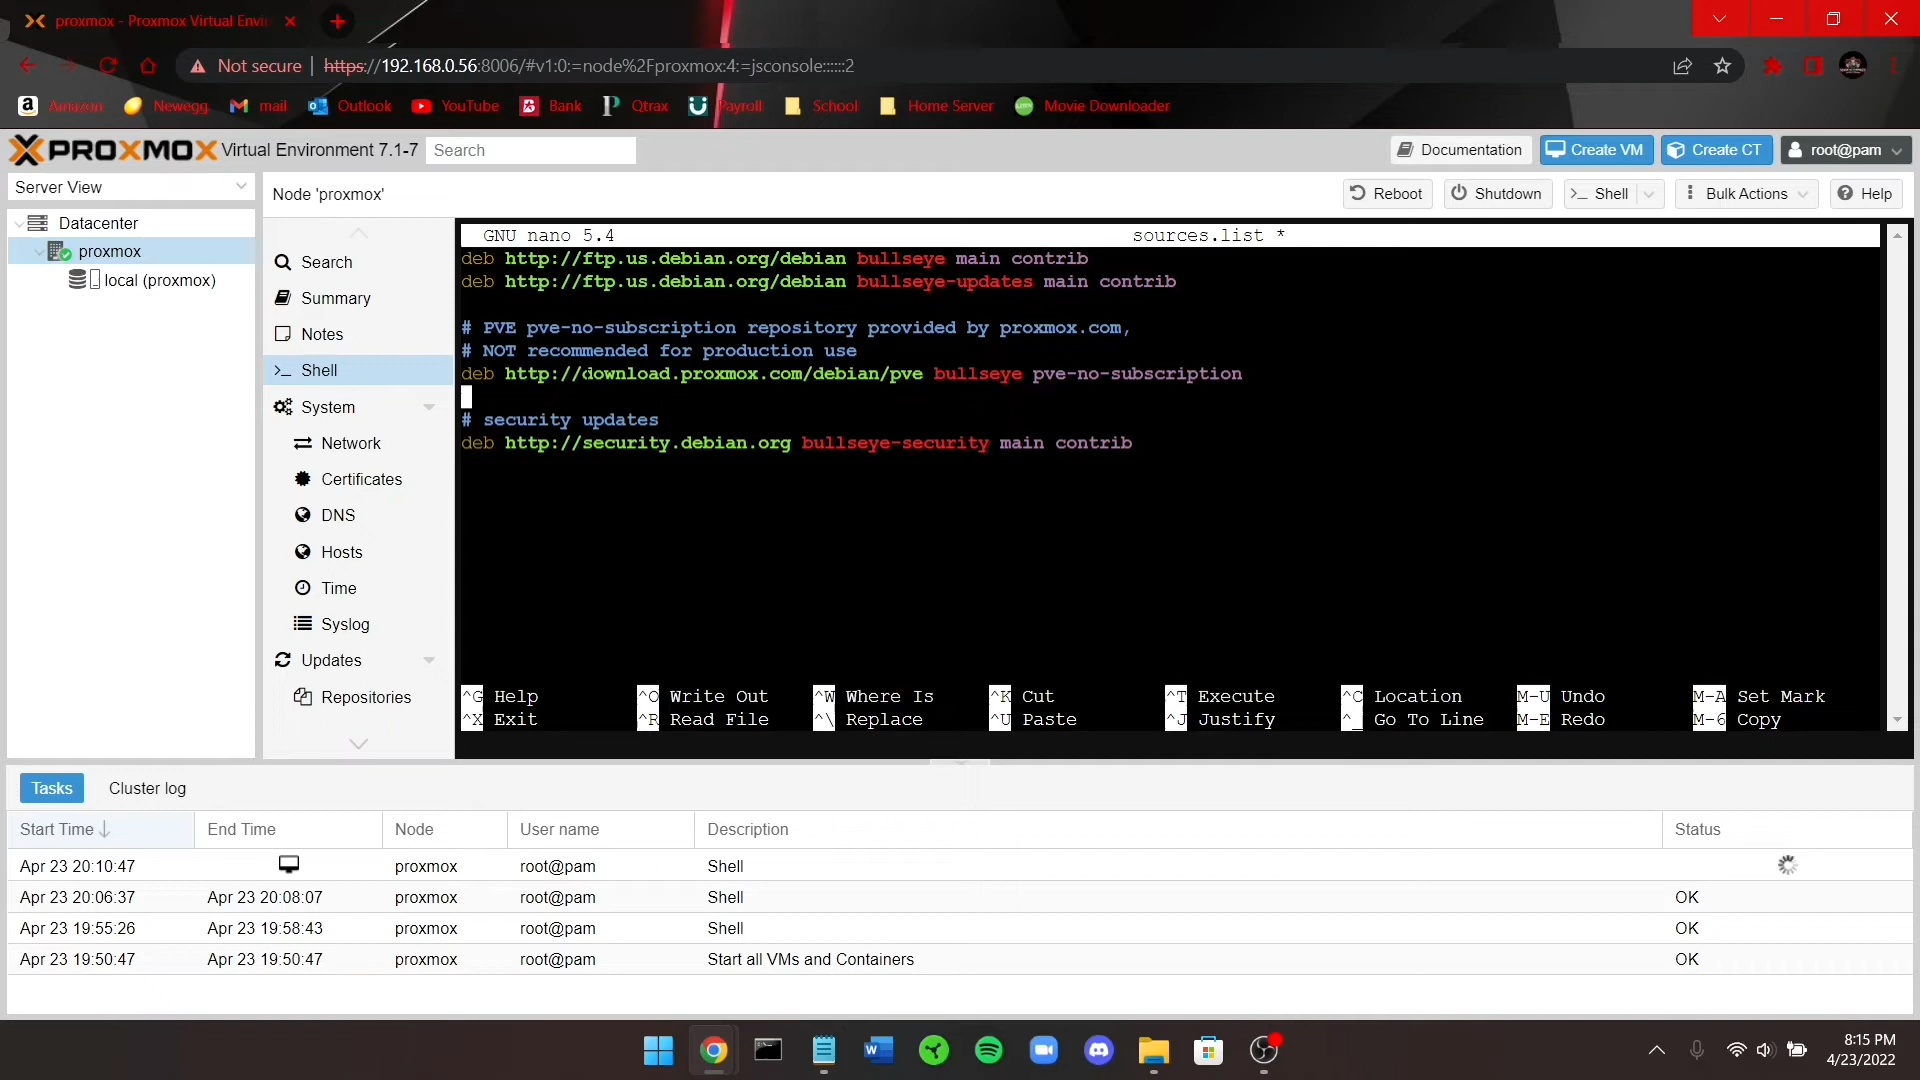 proxmox - Proxmox Virtual Envi
Not secure | https://192.168.0.56:8006/#v1:0:=node%2Fproxmox:4:=jsconsole::::::2
Amazon Newegg mail Outlook YouTube Bank Qtrax Payroll School Home Server Movie Downloader
PROXMOX Virtual Environment 7.1-7 Search Documentation Create VM Create CT root@pam
Server View
Node 'proxmox' Reboot Shutdown Shell Bulk Actions Help
Datacenter
proxmox
local (proxmox)
Search
Summary
Notes
Shell
System
Network
Certificates
DNS
Hosts
Time
Syslog
Updates
Repositories
GNU nano 5.4 sources.list *
deb http://ftp.us.debian.org/debian bullseye main contrib
deb http://ftp.us.debian.org/debian bullseye-updates main contrib
# PVE pve-no-subscription repository provided by proxmox.com,
# NOT recommended for production use
deb http://download.proxmox.com/debian/pve bullseye pve-no-subscription
# security updates
deb http://security.debian.org bullseye-security main contrib
^G Help ^O Write Out ^W Where Is ^K Cut ^T Execute ^C Location M-U Undo M-A Set Mark
^X Exit ^R Read File ^\ Replace ^U Paste ^J Justify ^_ Go To Line M-E Redo M-6 Copy
Tasks Cluster log
Start Time End Time Node User name Description Status
Apr 23 20:10:47 proxmox root@pam Shell
Apr 23 20:06:37 Apr 23 20:08:07 proxmox root@pam Shell OK
Apr 23 19:55:26 Apr 23 19:58:43 proxmox root@pam Shell OK
Apr 23 19:50:47 Apr 23 19:50:47 proxmox root@pam Start all VMs and Containers OK
8:15 PM
4/23/2022